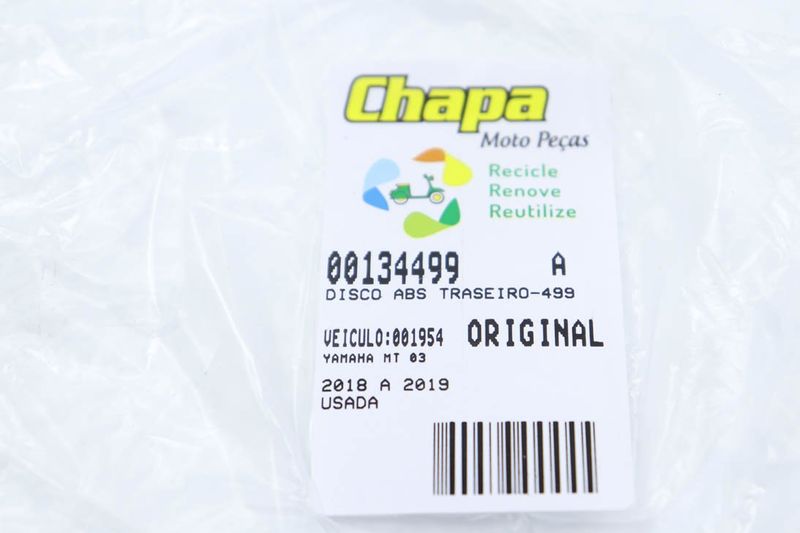 Chapa
Moto Peças
Recicle
Renove
Reutilize
00134499 A
DISCO ABS TRASEIRO-499
VEICULO:001954 ORIGINAL
YAMAHA MT 03
2018 A 2019
USADA